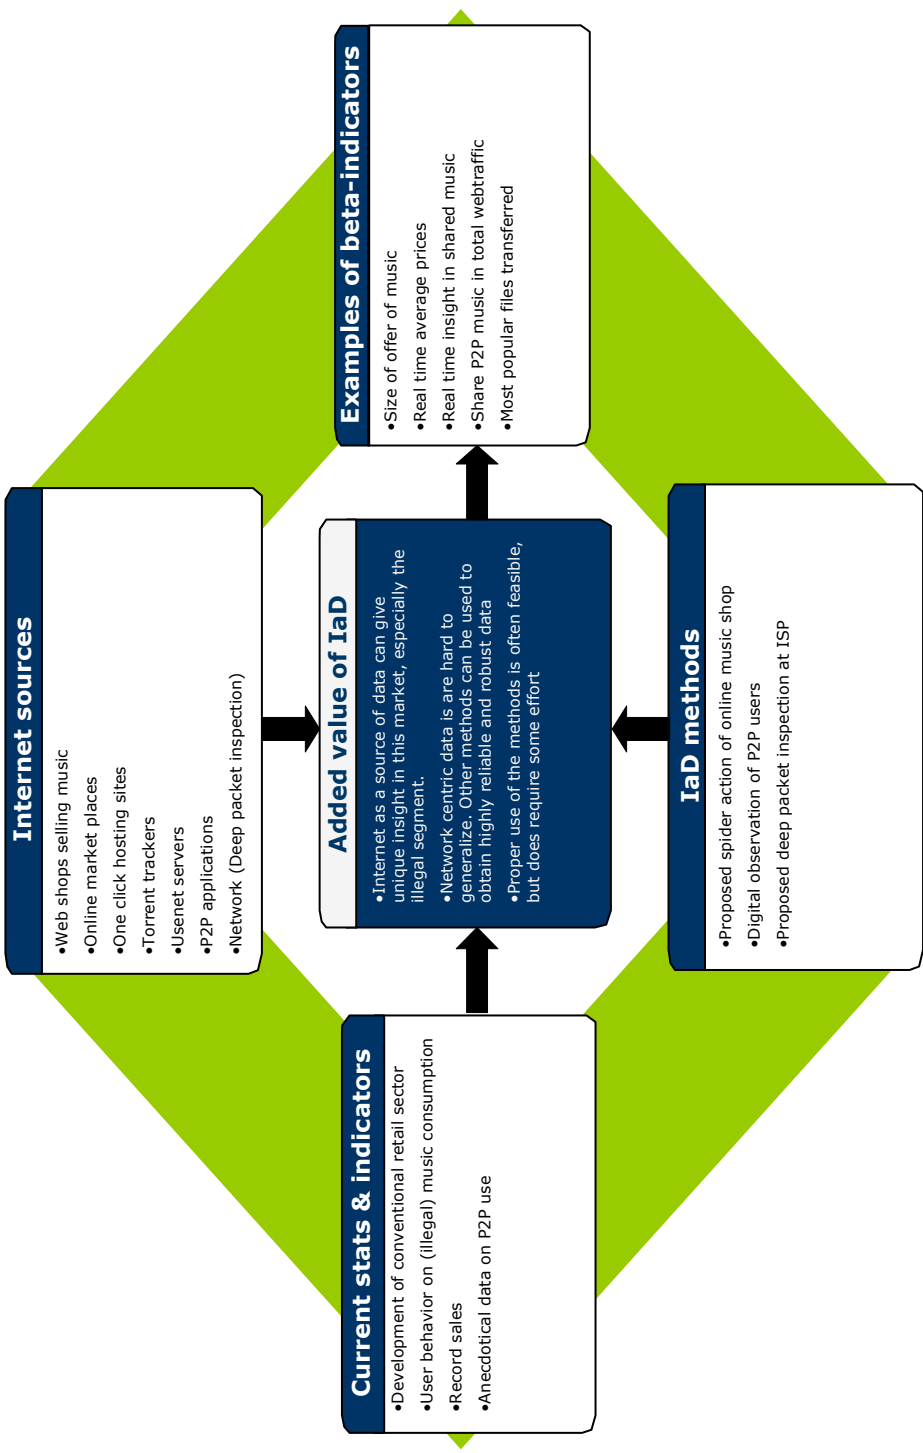 Internet sources
•Web shops selling music
•Online market places
•One click hosting sites
•Torrent trackers
•Usenet servers
•P2P applications
•Network (Deep packet inspection)
Current stats & indicators
•Development of conventional retail sector
•User behavior on (illegal) music consumption
•Record sales
•Anecdotical data on P2P use
Added value of IaD
•Internet as a source of data can give
unique insight in this market, especially the
illegal segment.
•Network centric data is are hard to
generalize. Other methods can be used to
obtain highly reliable and robust data
•Proper use of the methods is often feasible,
but does require some effort
Examples of beta-indicators
•Size of offer of music
•Real time average prices
•Real time insight in shared music
•Share P2P music in total webtraffic
•Most popular files transferred
IaD methods
•Proposed spider action of online music shop
•Digital observation of P2P users
•Proposed deep packet inspection at ISP